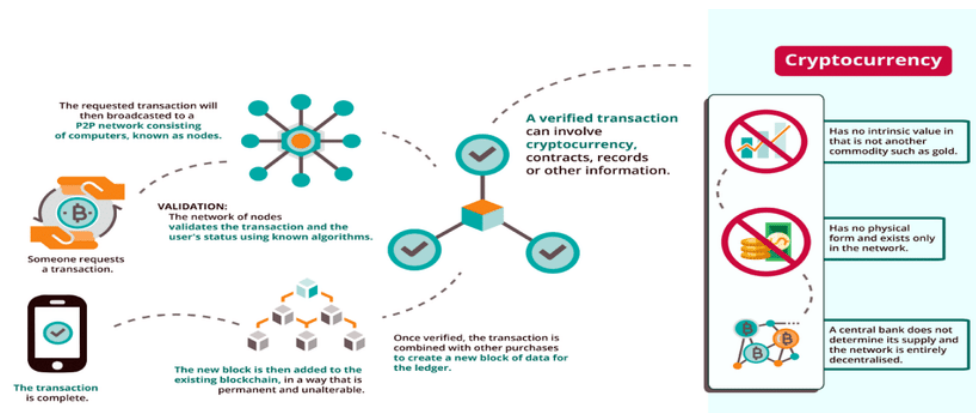 Cryptocurrency
The requested transaction will
then broadcasted to a
P2P network consisting
of computers, known as nodes.
A verified transaction
can involve
cryptocurrency,
contracts, records
or other information.
Has no intrinsic value in
that is not another
commodity such as gold.
VALIDATION:
The network of nodes
validates the transaction and the
user's status using known algorithms.
Someone requests
a transaction.
Has no physical
form and exists only
in the network.
Once verified, the transaction is
combined with other purchases
to create a new block of data for
the ledger.
A central bank does not
determine its supply and
the network is entirely
decentralised.
The new block is then added to the
existing blockchain, in a way that is
permanent and unalterable.
The transaction
is complete.